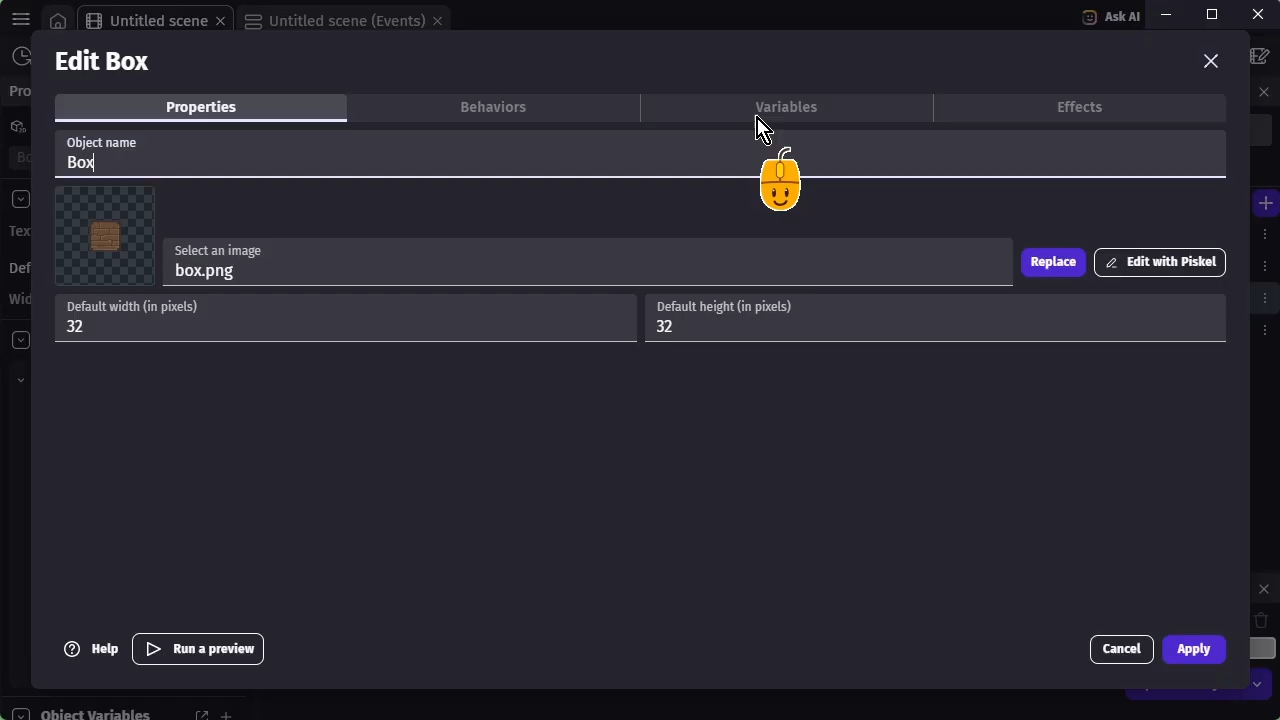 Untitled scene
Untitled scene (Events)
Ask AI
Edit Box
Properties
Behaviors
Variables
Effects
Object name
Box
Select an image
box.png
Replace
Edit with Piskel
Default width (in pixels)
32
Default height (in pixels)
32
Help
Run a preview
Cancel
Apply
Object Variables